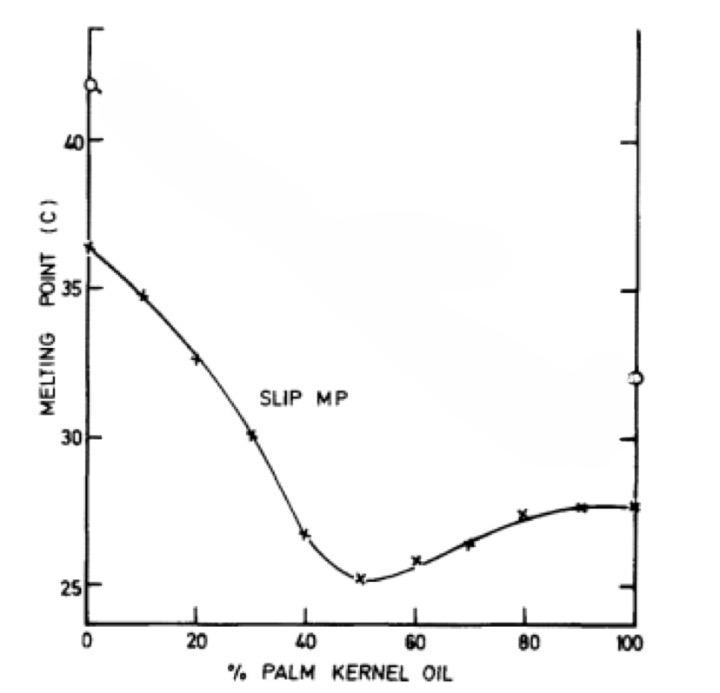 40
35
30
25
MELTING POINT (C)
SLIP MP
0 20 40 60 80 100
% PALM KERNEL OIL